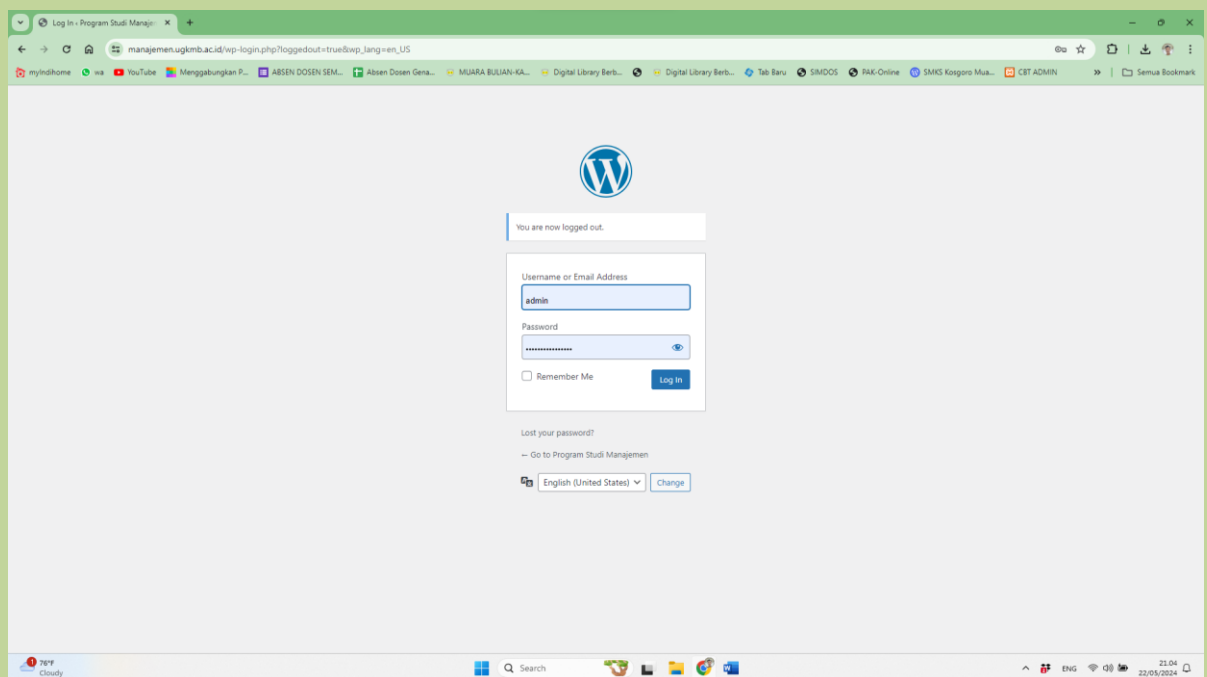 Log In ‹ Program Studi Manaje
manajemen.ugkmb.ac.id/wp-login.php?loggedout=true&wp_lang=en_US
myIndihome wa YouTube Menggabungkan P... ABSEN DOSEN SEM... Absen Dosen Gena... MUARA BULIAN-KA... Digital Library Berb... Digital Library Berb... Tab Baru SIMDOS PAK-Online SMKS Kosgoro Mua... CBT ADMIN » Semua Bookmark
You are now logged out.
Username or Email Address
admin
Password
Remember Me
Log In
Lost your password?
← Go to Program Studi Manajemen
English (United States)
Change
1 76°F
Cloudy
Search
ENG
21.04
22/05/2024